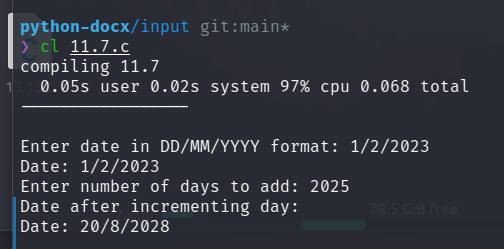 python-docx/input git:main*
❯ cl 11.7.c
compiling 11.7
0.05s user 0.02s system 97% cpu 0.068 total
—————————————————
Enter date in DD/MM/YYYY format: 1/2/2023
Date: 1/2/2023
Enter number of days to add: 2025
Date after incrementing day:
78.5 GiB free
Date: 20/8/2028